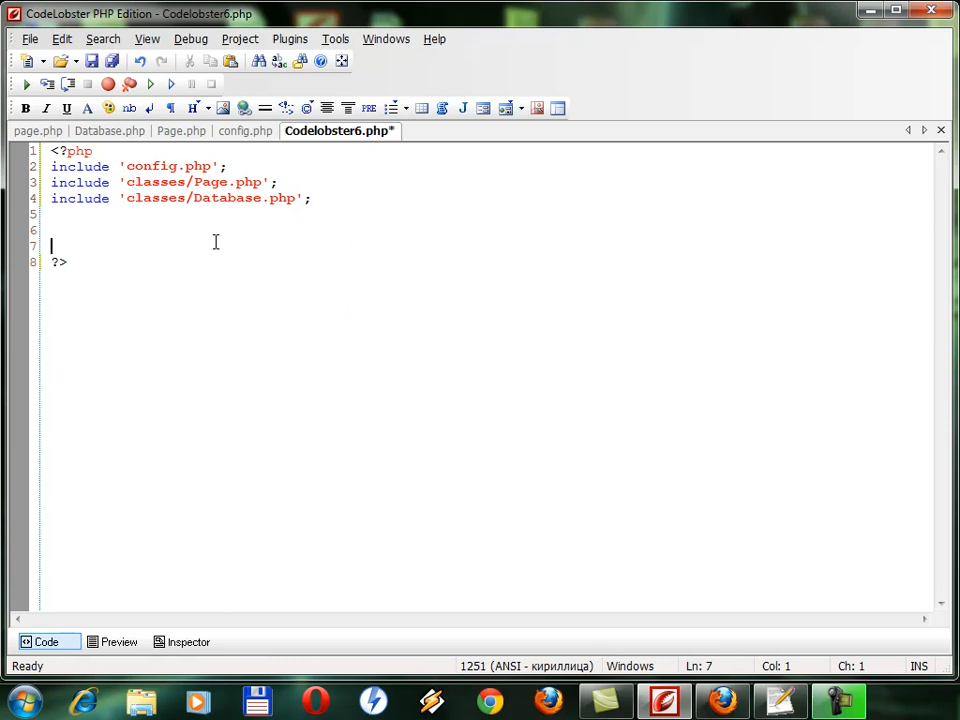 CodeLobster PHP Edition - Codelobster6.php
File Edit Search View Debug Project Plugins Tools Windows Help
B I U A nb H PRE J
page.php Database.php Page.php config.php Codelobster6.php*
1 <?php
2 include 'config.php';
3 include 'classes/Page.php';
4 include 'classes/Database.php';
5
6
7
8 ?>
Code Preview Inspector
Ready 1251 (ANSI - кириллица) Windows Ln: 7 Col: 1 Ch: 1 INS